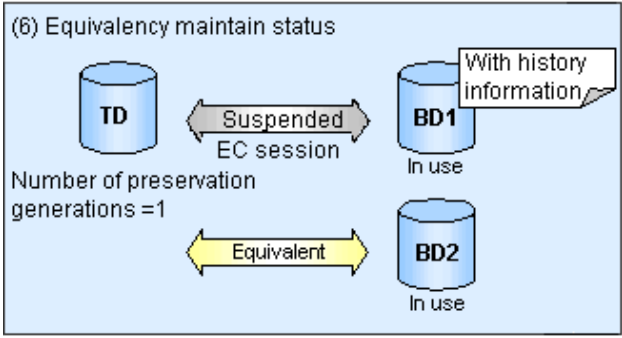 (6) Equivalency maintain status
With history
information
TD
Suspended
BD1
EC session
In use
Number of preservation
generations =1
Equivalent
BD2
In use